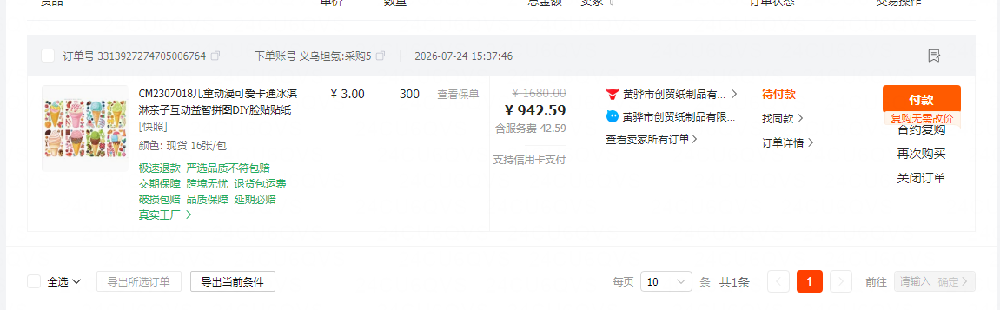 货品 单价 数量 总金额 卖家 订单状态 交易操作
订单号 3313927274705006764 下单账号 义乌坦氪:采购5 2026-07-24 15:37:46
CM2307018儿童动漫可爱卡通冰淇
淋亲子互动益智拼图DIY脸贴贴纸
[快照]
颜色: 现货 16张/包
极速退款 严选品质不符包赔
交期保障 跨境无忧 退货包运费
破损包赔 品质保障 延期必赔
真实工厂
¥ 3.00
300
查看保单
¥ 1680.00
¥ 942.59
含服务费 42.59
支持信用卡支付
黄骅市创贸纸制品有...
黄骅市创贸纸制品有限...
查看卖家所有订单
待付款
找同款
订单详情
付款
复购无需改价
合约复购
再次购买
关闭订单
全选 导出所选订单 导出当前条件 每页 10 条 共1条 1 前往 请输入 确定